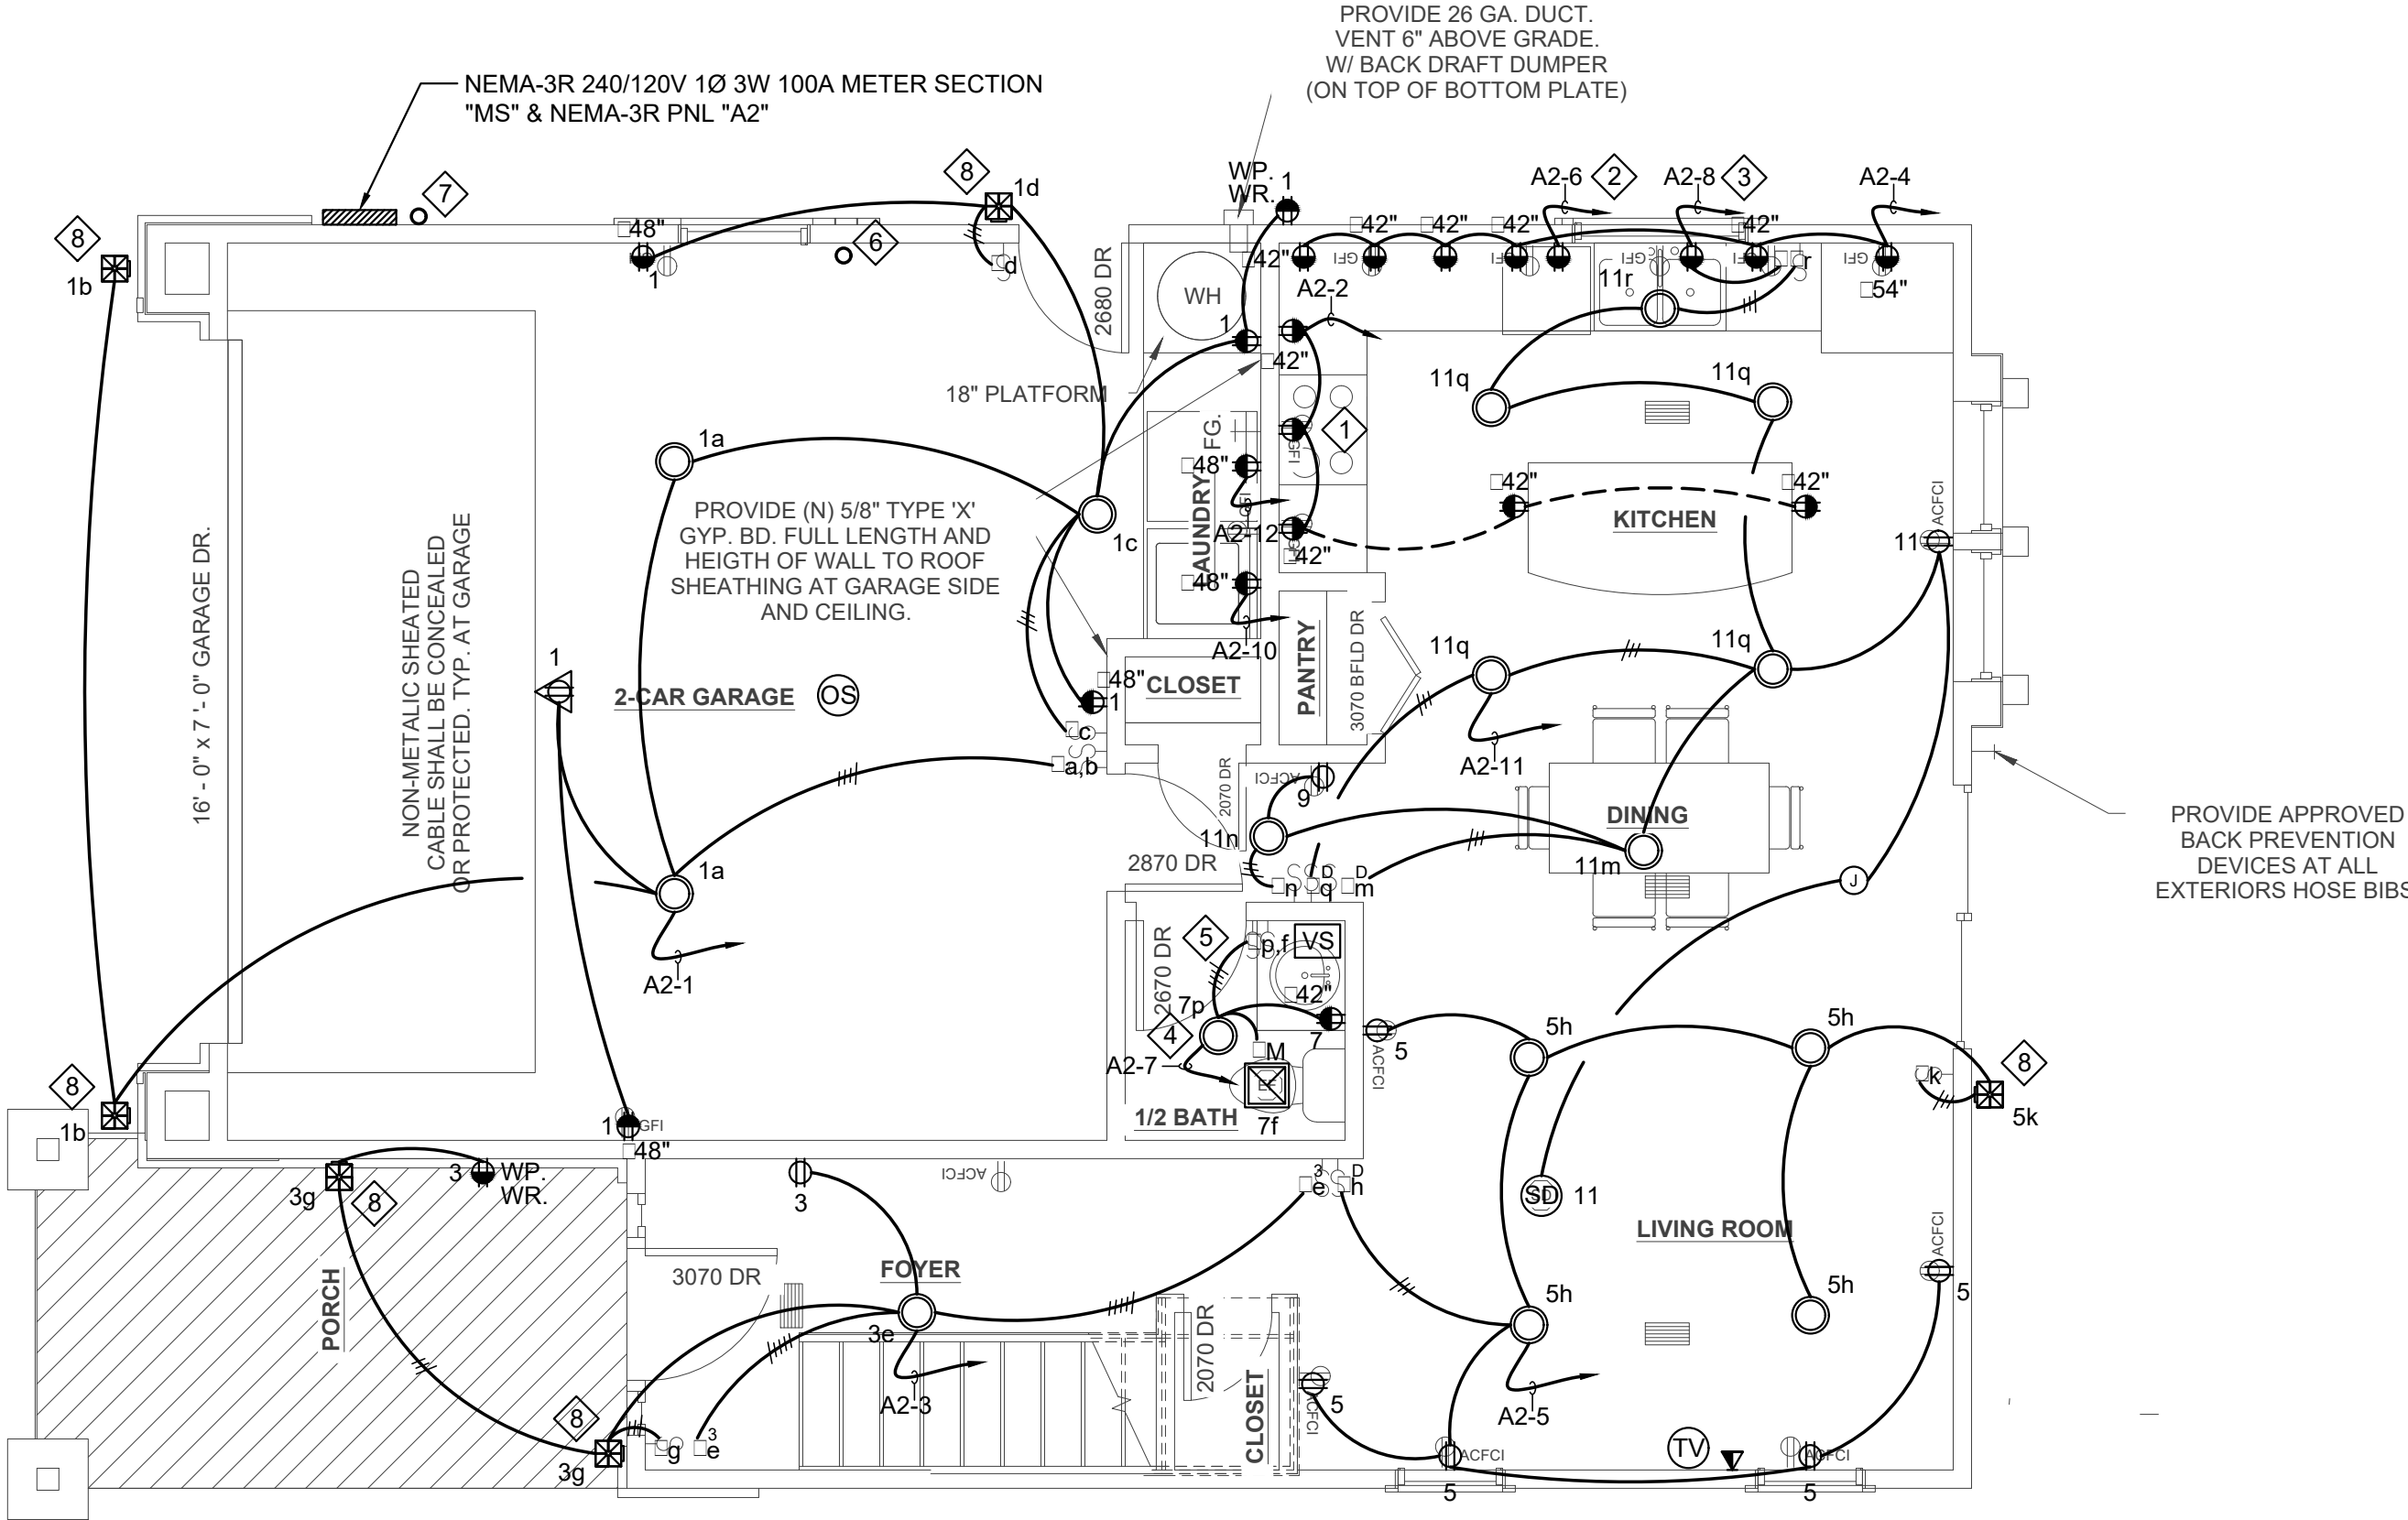 PROVIDE 26 GA. DUCT.
VENT 6" ABOVE GRADE.
W/ BACK DRAFT DUMPER
(ON TOP OF BOTTOM PLATE)
NEMA-3R 240/120V 1Ø 3W 100A METER SECTION
"MS" & NEMA-3R PNL "A2"
7
8
1d
WP.
WR.
1
A2-6
2
A2-8
3
A2-4
8
1b
48"
1
6
d
2680 DR
42"
42"
42"
42"
42"
GFI
GFI
GFI
GFI
r
11r
54"
WH
A2-2
1
42"
18" PLATFORM
11q
11q
1a
1
GFI
FG.
LAUNDRY
48"
GFI
A2-12
GFI
42"
48"
A2-10
1c
PROVIDE (N) 5/8" TYPE 'X'
GYP. BD. FULL LENGTH AND
HEIGTH OF WALL TO ROOF
SHEATHING AT GARAGE SIDE
AND CEILING.
42"
42"
KITCHEN
11
ACFCI
16' - 0" x 7 '- 0" GARAGE DR.
NON-METALIC SHEATED
CABLE SHALL BE CONCEALED
OR PROTECTED. TYP. AT GARAGE
1
2-CAR GARAGE
OS
48"
CLOSET
1
c
a,b
PANTRY
3070 BFLD DR
11q
11q
A2-11
2070 DR
ACFCI
9
11n
2870 DR
n
D
q
D
m
DINING
11m
J
PROVIDE APPROVED
BACK PREVENTION
DEVICES AT ALL
EXTERIORS HOSE BIBS
1a
A2-1
2670 DR
5
p,f
VS
42"
7p
4
7
M
A2-7
EF
7f
1/2 BATH
5
ACFCI
5h
5h
k
8
5k
8
1b
1
GFI
48"
3g
8
3
WP.
WR.
3
ACFCI
3
e
D
h
SD
11
LIVING ROOM
ACFCI
5
PORCH
3070 DR
FOYER
3e
A2-3
2070 DR
CLOSET
5
ACFCI
5h
5h
A2-5
8
3g
g
3
e
ACFCI
5
TV
ACFCI
5